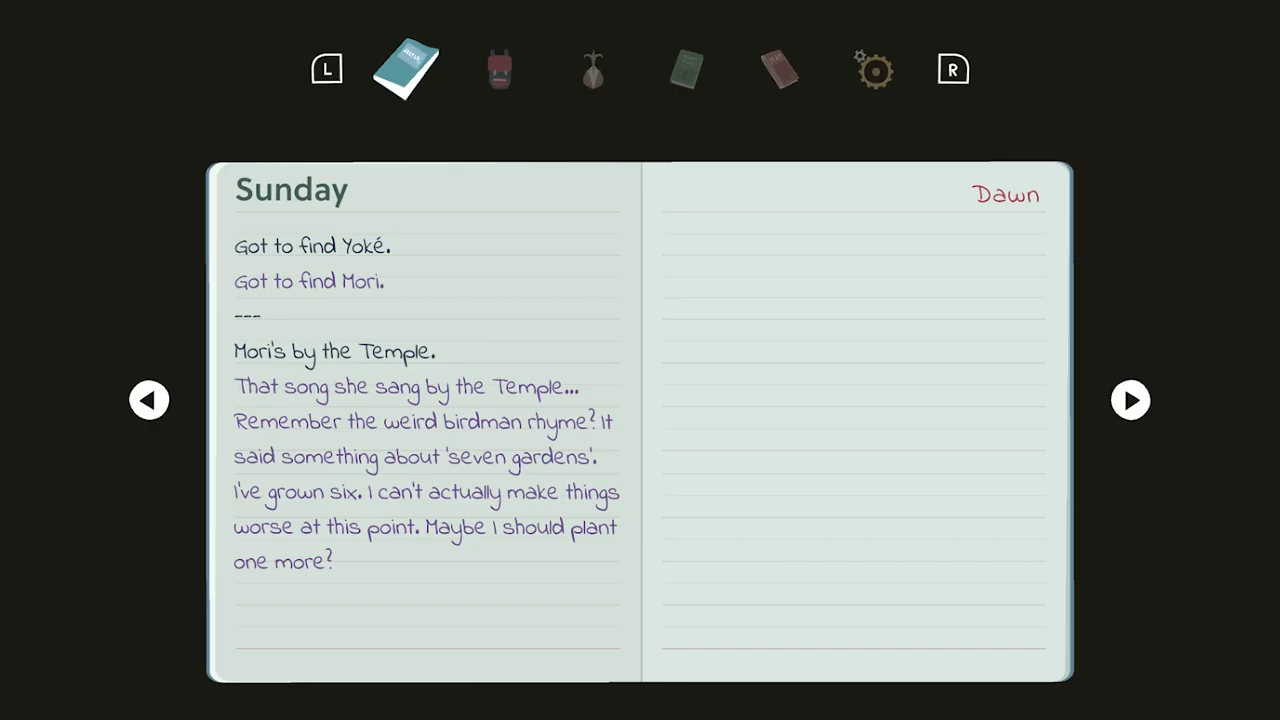 L
R
Sunday
Dawn
Got to find Yoké.
Got to find Mori.
---
Mori's by the Temple.
That song she sang by the Temple...
Remember the weird birdman rhyme? It
said something about 'seven gardens'.
I've grown six. I can't actually make things
worse at this point. Maybe I should plant
one more?